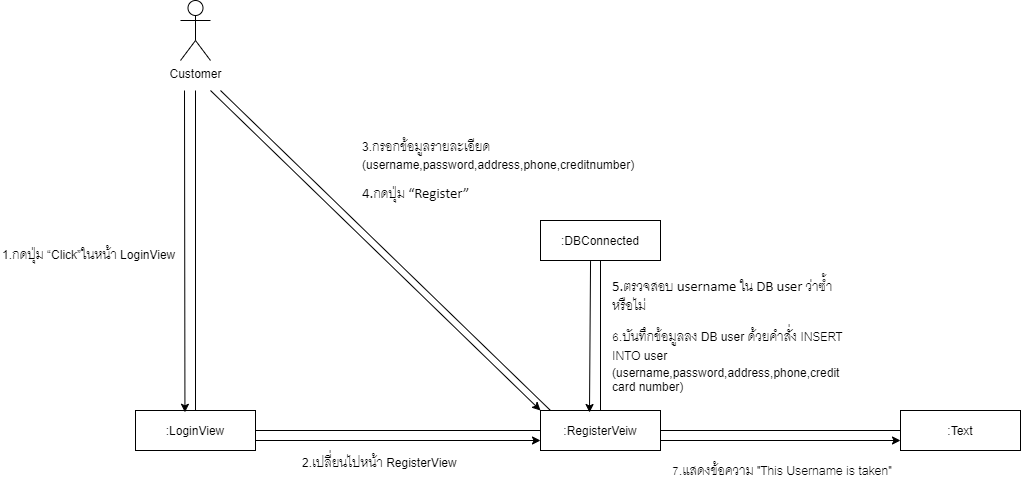 Customer
3.กรอกข้อมูลรายละเอียด
(username,password,address,phone,creditnumber)
4.กดปุ่ม “Register”
:DBConnected
1.กดปุ่ม “Click”ในหน้า LoginView
5.ตรวจสอบ username ใน DB user ว่าซ้ำ
หรือไม่
6.บันทึกข้อมูลลง DB user ด้วยคำสั่ง INSERT
INTO user
(username,password,address,phone,credit
card number)
:LoginView
:RegisterVeiw
:Text
2.เปลี่ยนไปหน้า RegisterView
7.แสดงข้อความ "This Username is taken"